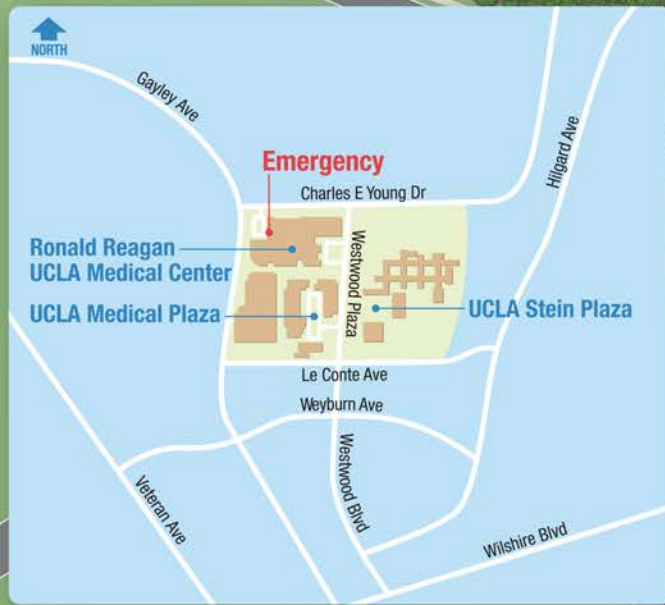 NORTH
Gayley Ave
Hilgard Ave
Emergency
Charles E Young Dr
Ronald Reagan
UCLA Medical Center
Westwood Plaza
UCLA Medical Plaza
UCLA Stein Plaza
Le Conte Ave
Weyburn Ave
Westwood Blvd
Veteran Ave
Wilshire Blvd